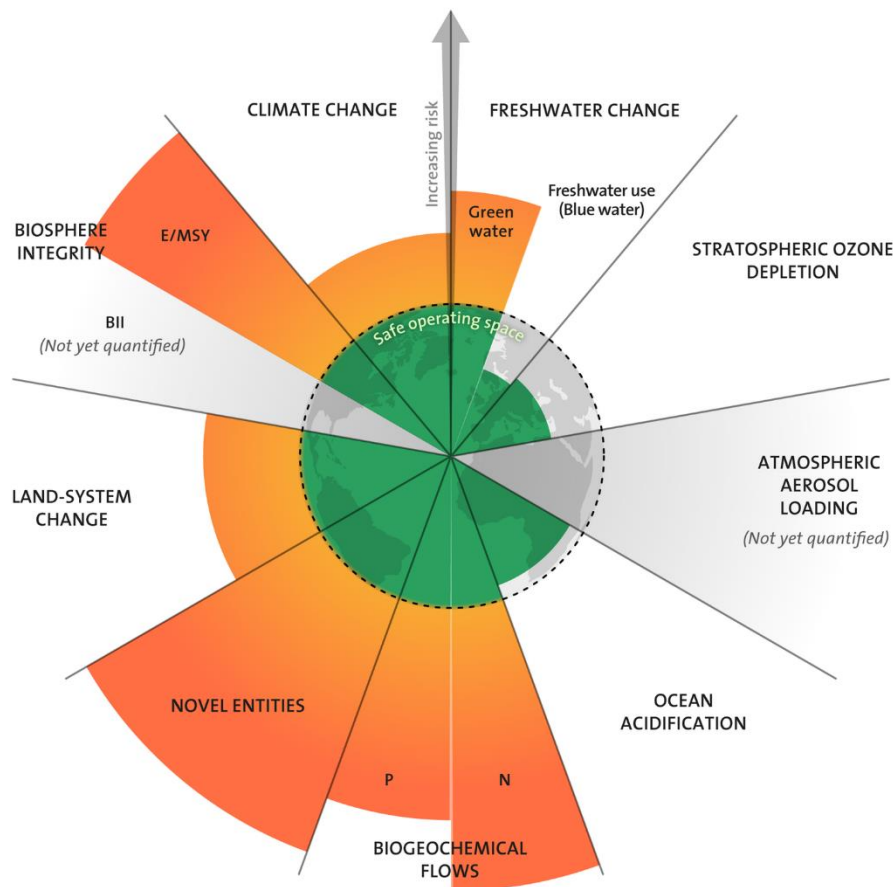 CLIMATE CHANGE
Increasing risk
FRESHWATER CHANGE
Green
water
Freshwater use
(Blue water)
STRATOSPHERIC OZONE
DEPLETION
BIOSPHERE
INTEGRITY
E/MSY
BII
(Not yet quantified)
Safe operating space
ATMOSPHERIC
AEROSOL
LOADING
(Not yet quantified)
LAND-SYSTEM
CHANGE
NOVEL ENTITIES
OCEAN
ACIDIFICATION
P
N
BIOGEOCHEMICAL
FLOWS